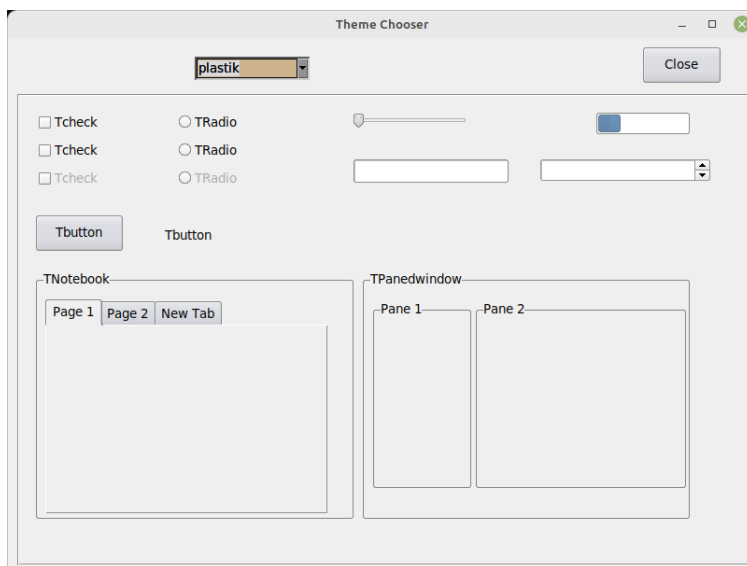 Theme Chooser
plastik
Close
Tcheck
TRadio
Tcheck
TRadio
Tcheck
TRadio
Tbutton
Tbutton
TNotebook
TPanedwindow
Page 1
Page 2
New Tab
Pane 1
Pane 2